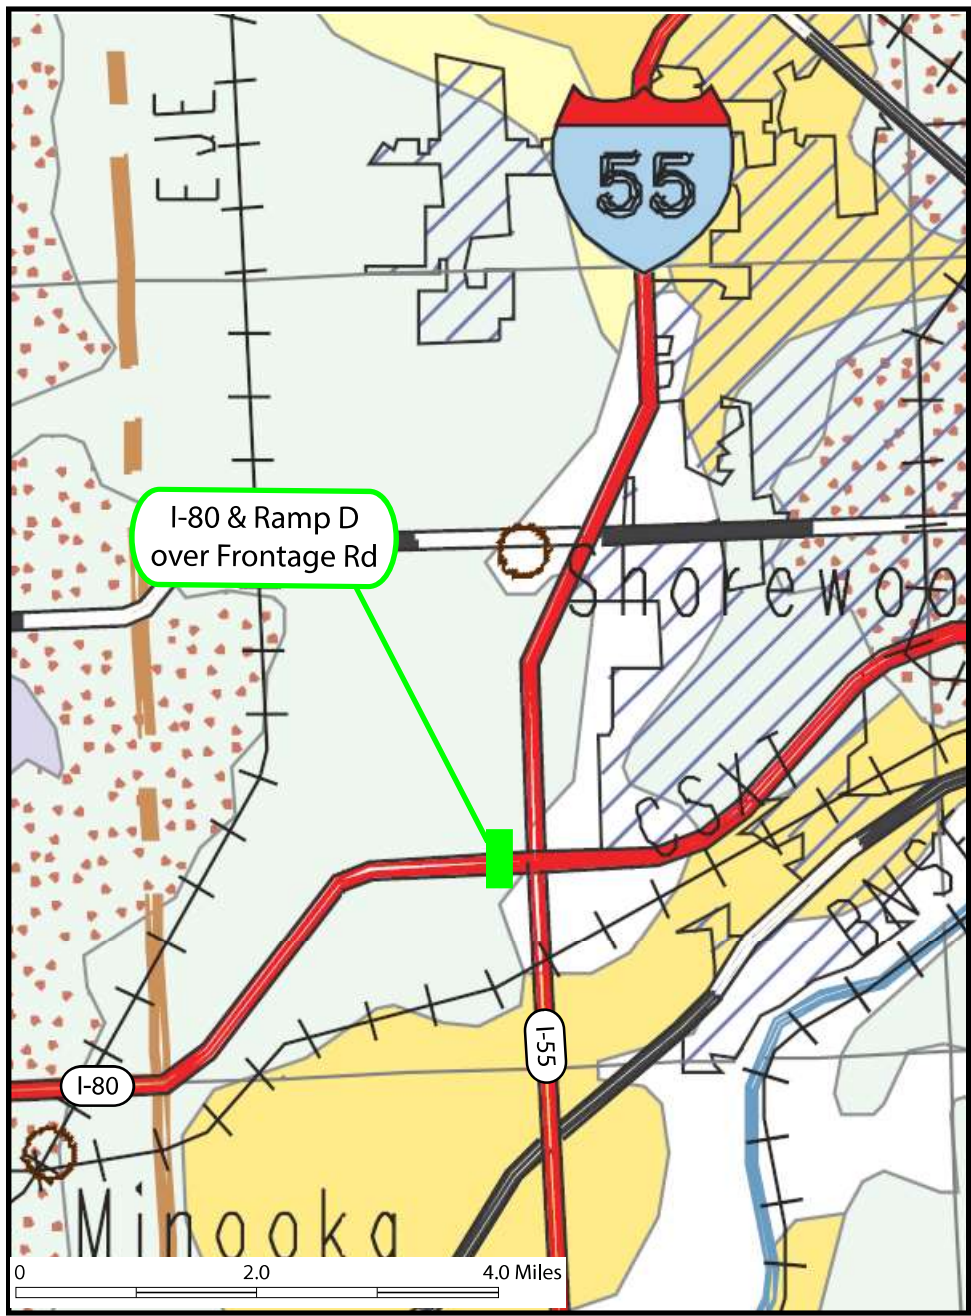 EJE
55
I-80 & Ramp D
over Frontage Rd
Shorewoo
CSXT
BNS
I-55
I-80
Minooka
0 2.0 4.0 Miles